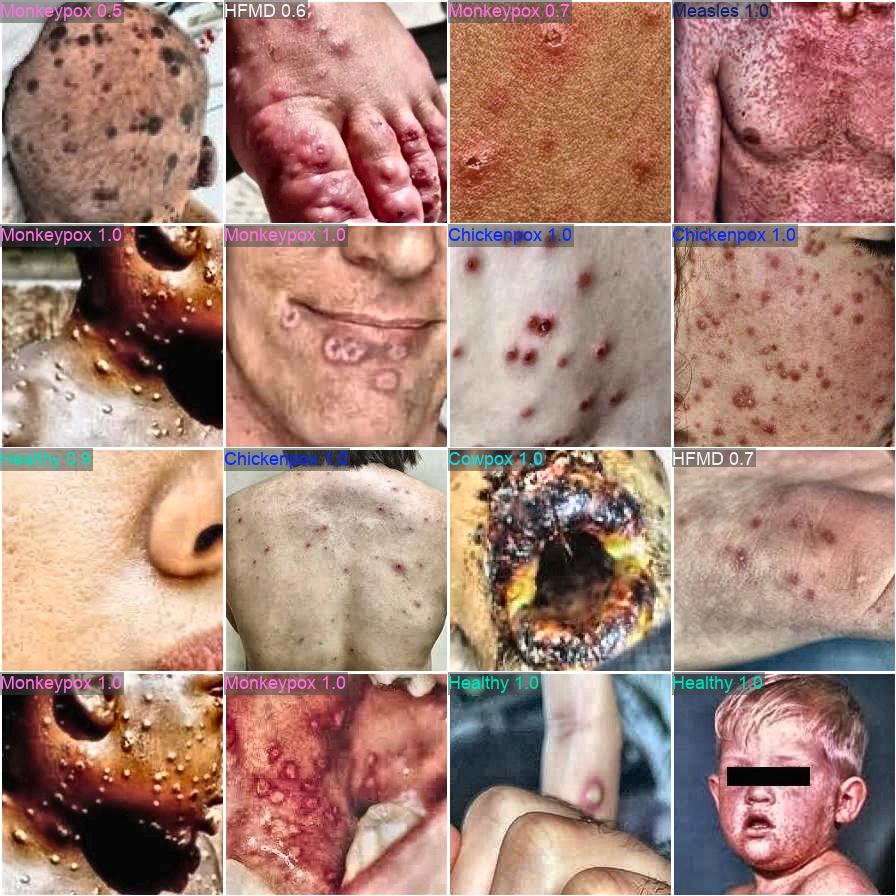 Monkeypox 0.5
HFMD 0.6
Monkeypox 0.7
Measles 1.0
Monkeypox 1.0
Monkeypox 1.0
Chickenpox 1.0
Chickenpox 1.0
Healthy 0.9
Chickenpox 1.0
Cowpox 1.0
HFMD 0.7
Monkeypox 1.0
Monkeypox 1.0
Healthy 1.0
Healthy 1.0